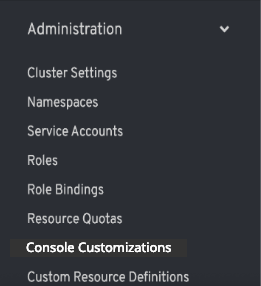 Administration
Cluster Settings
Namespaces
Service Accounts
Roles
Role Bindings
Resource Quotas
Console Customizations
Custom Resource Definitions